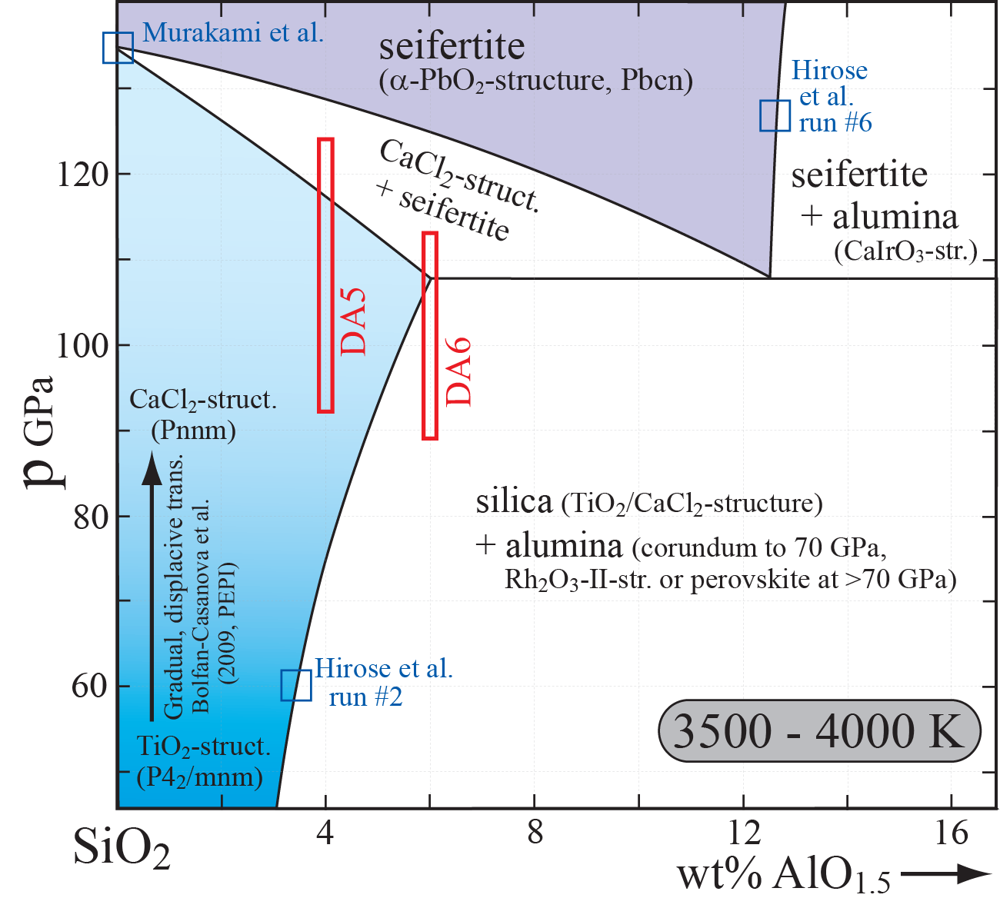 Murakami et al.
seifertite
(α-PbO₂-structure, Pbcn)
Hirose
et al.
run #6
CaCl₂-struct.
+ seifertite
seifertite
+ alumina
(CaIrO₃-str.)
120
100
80
60
p GPa
DA5
DA6
CaCl₂-struct.
(Pnnm)
Gradual, displacive trans.
Bolfan-Casanova et al.
(2009, PEPI)
TiO₂-struct.
(P4₂/mnm)
silica (TiO₂/CaCl₂-structure)
+ alumina (corundum to 70 GPa,
Rh₂O₃-II-str. or perovskite at >70 GPa)
Hirose et al.
run #2
3500 - 4000 K
SiO₂
4
8
12
16
wt% AlO₁.₅